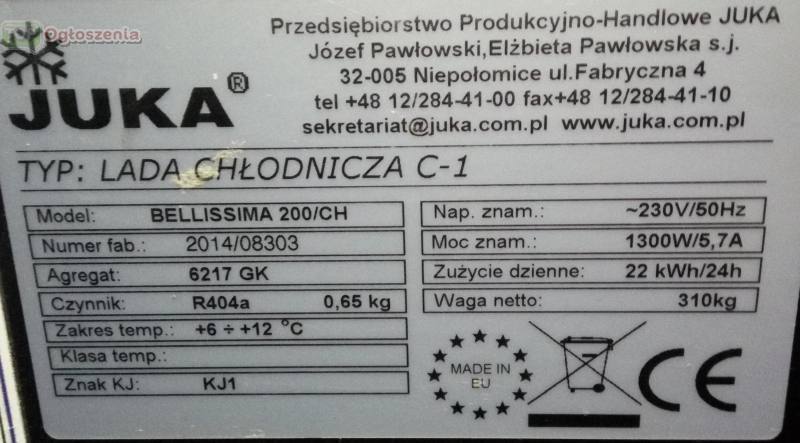 Ogłoszenia
Przedsiębiorstwo Produkcyjno-Handlowe JUKA
Józef Pawłowski,Elżbieta Pawłowska s.j.
32-005 Niepołomice ul.Fabryczna 4
tel +48 12/284-41-00 fax+48 12/284-41-10
sekretariat@juka.com.pl www.juka.com.pl
JUKA®
TYP: LADA CHŁODNICZA C-1
Model: BELLISSIMA 200/CH
Numer fab.: 2014/08303
Agregat: 6217 GK
Czynnik: R404a 0,65 kg
Zakres temp.: +6 ÷ +12 °C
Klasa temp.:
Znak KJ: KJ1
Nap. znam.: ~230V/50Hz
Moc znam.: 1300W/5,7A
Zużycie dzienne: 22 kWh/24h
Waga netto: 310kg
MADE IN
EU
CE